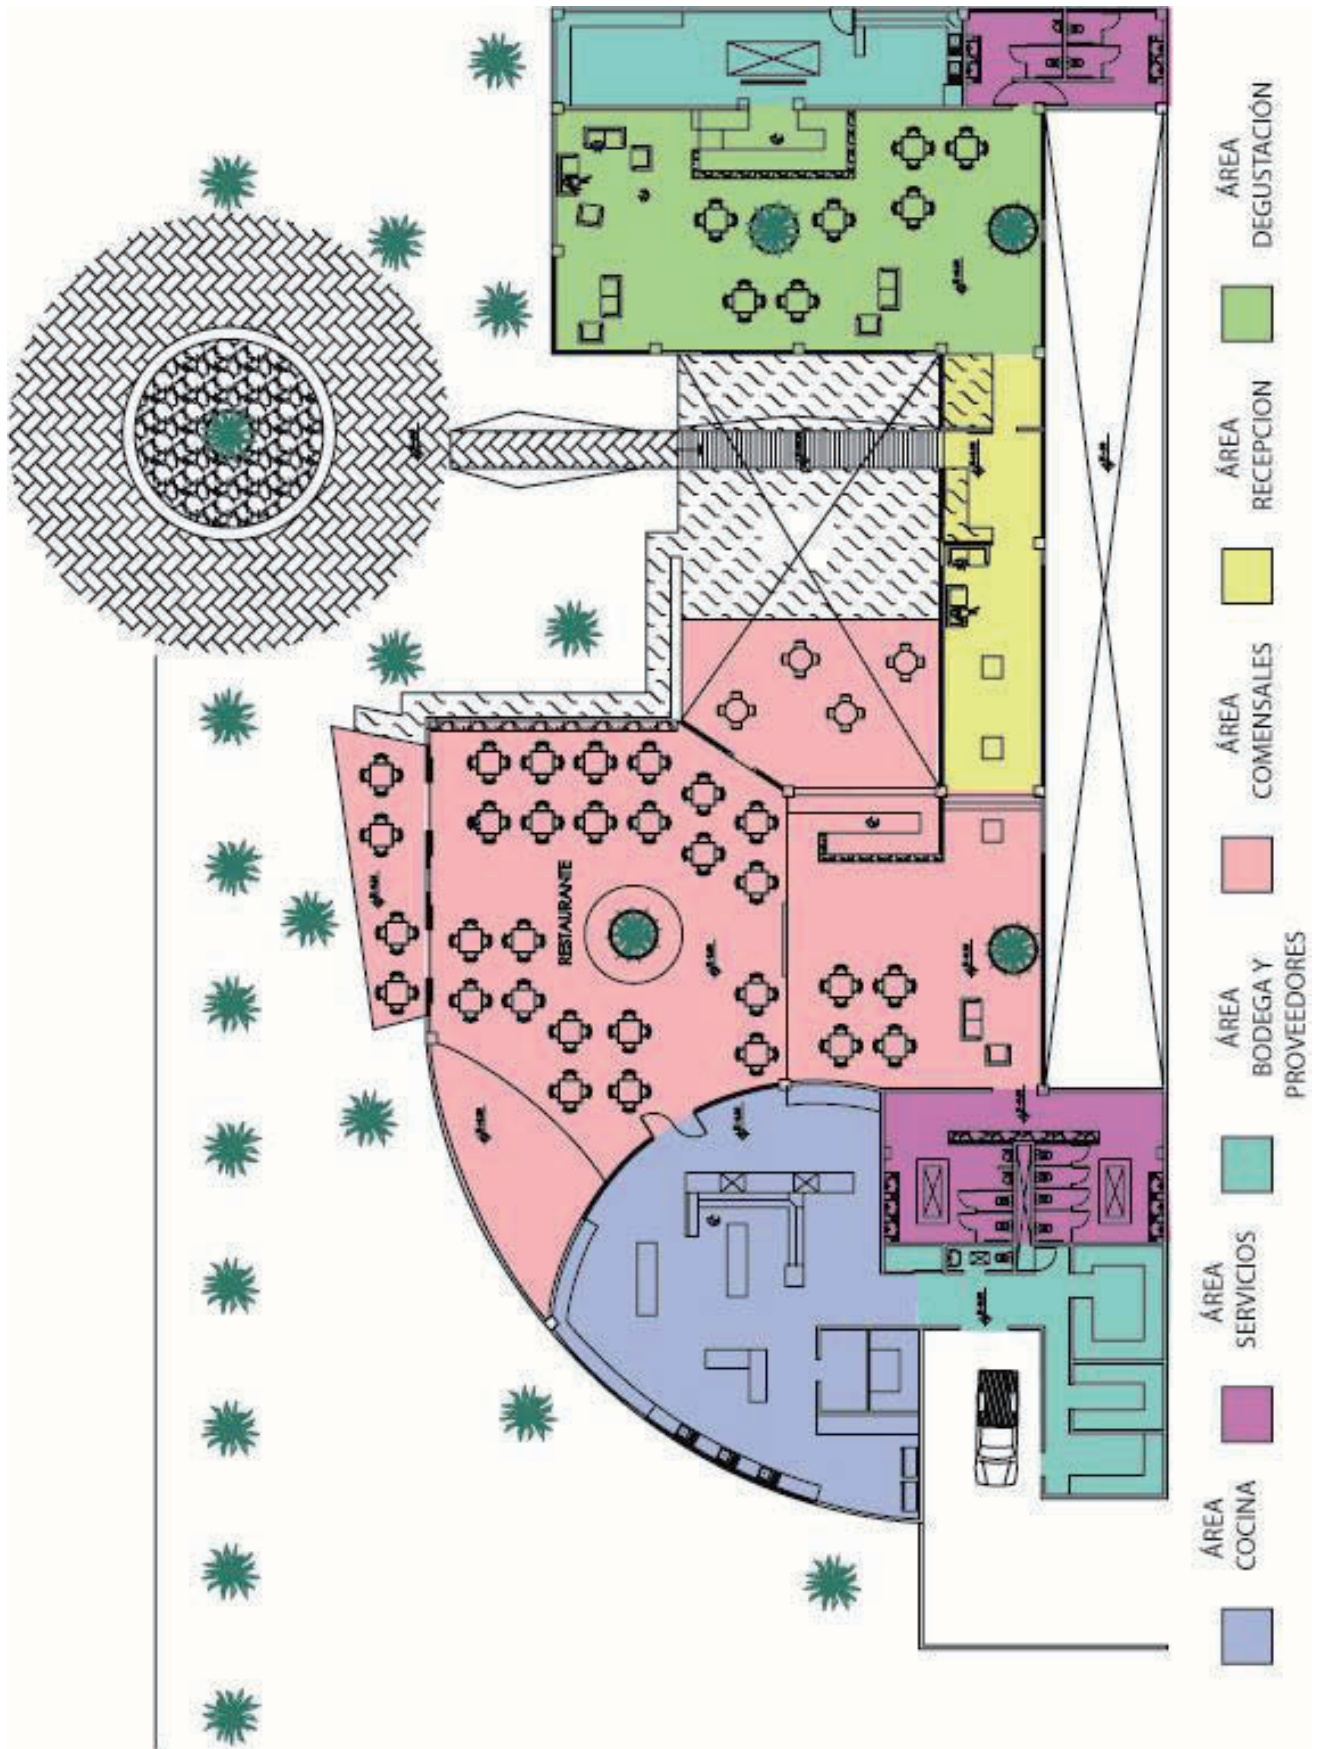 RESTAURANTE
ÁREA
COCINA
ÁREA
SERVICIOS
ÁREA
BODEGA Y
PROVEEDORES
ÁREA
COMENSALES
ÁREA
RECEPCION
ÁREA
DEGUSTACIÓN